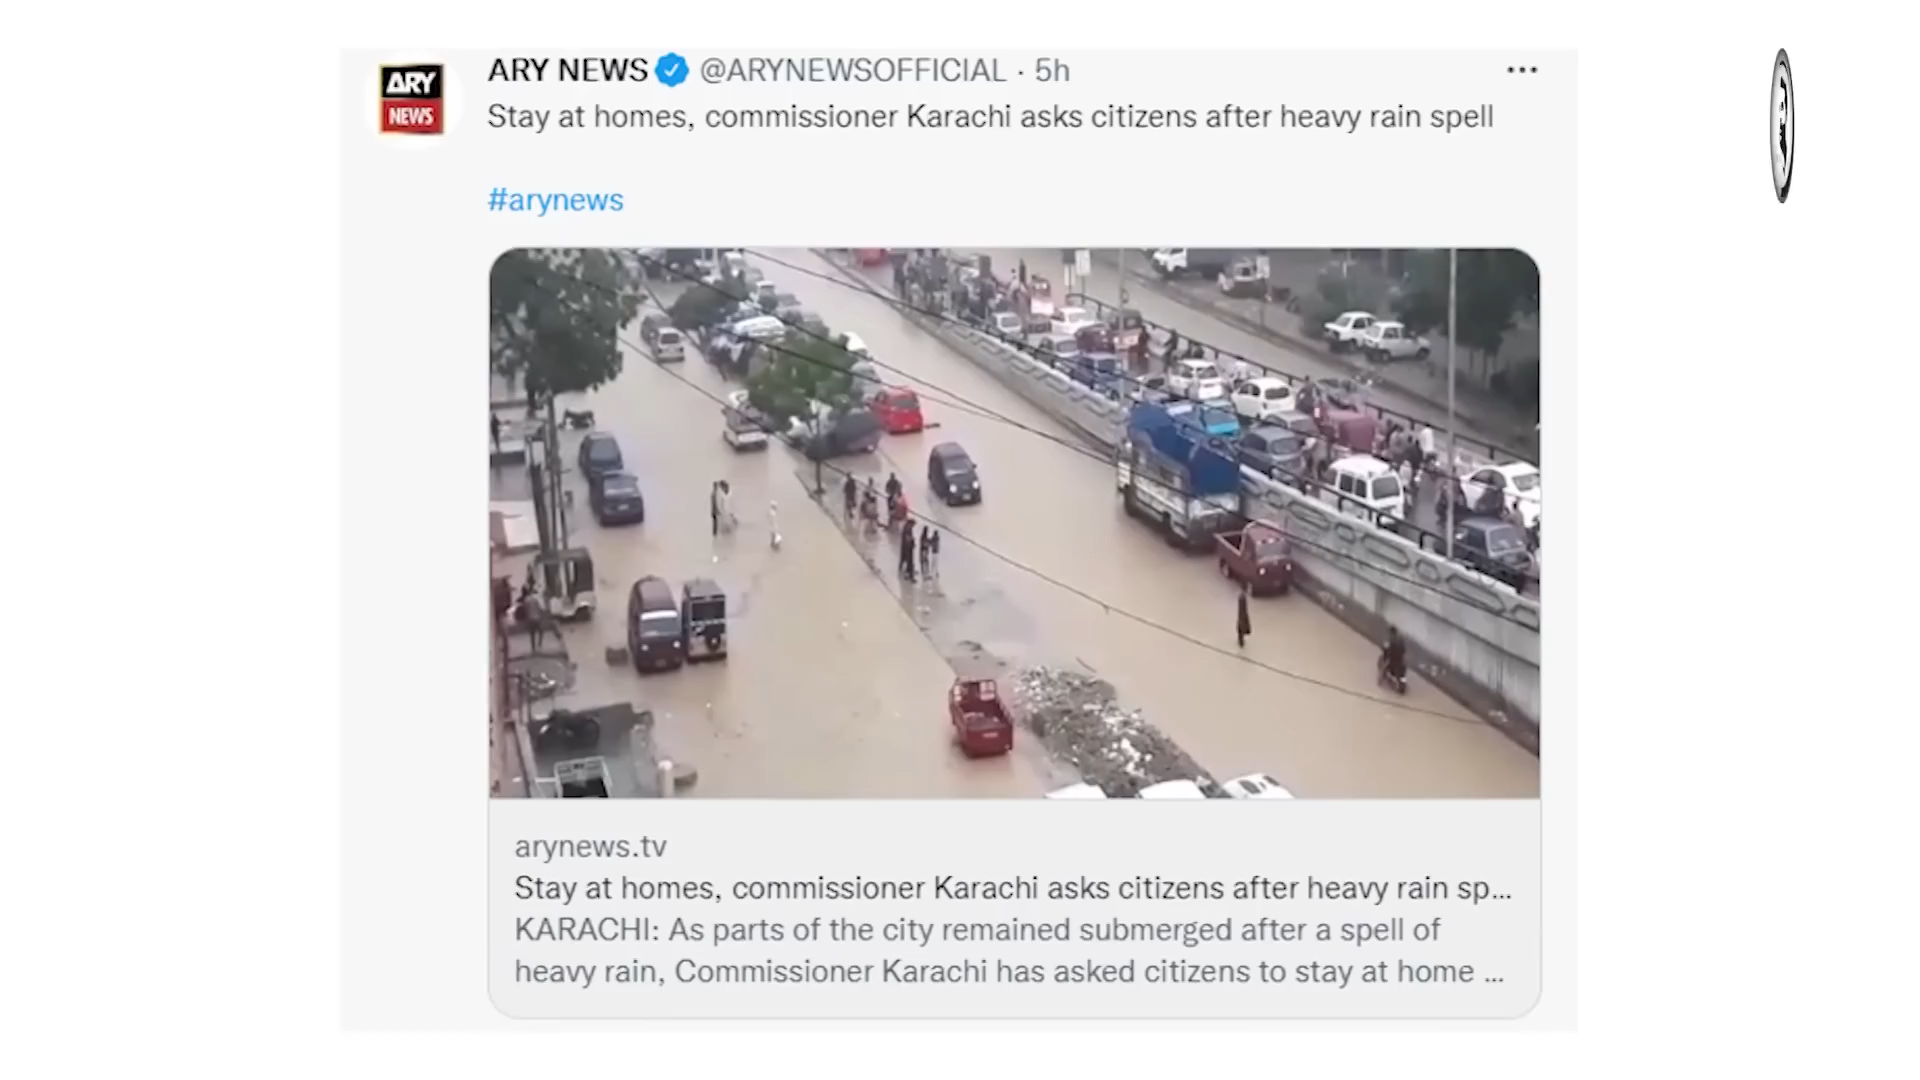 ARY NEWS @ARYNEWSOFFICIAL · 5h
ARY
NEWS
Stay at homes, commissioner Karachi asks citizens after heavy rain spell
#arynews
arynews.tv
Stay at homes, commissioner Karachi asks citizens after heavy rain sp...
KARACHI: As parts of the city remained submerged after a spell of
heavy rain, Commissioner Karachi has asked citizens to stay at home ...